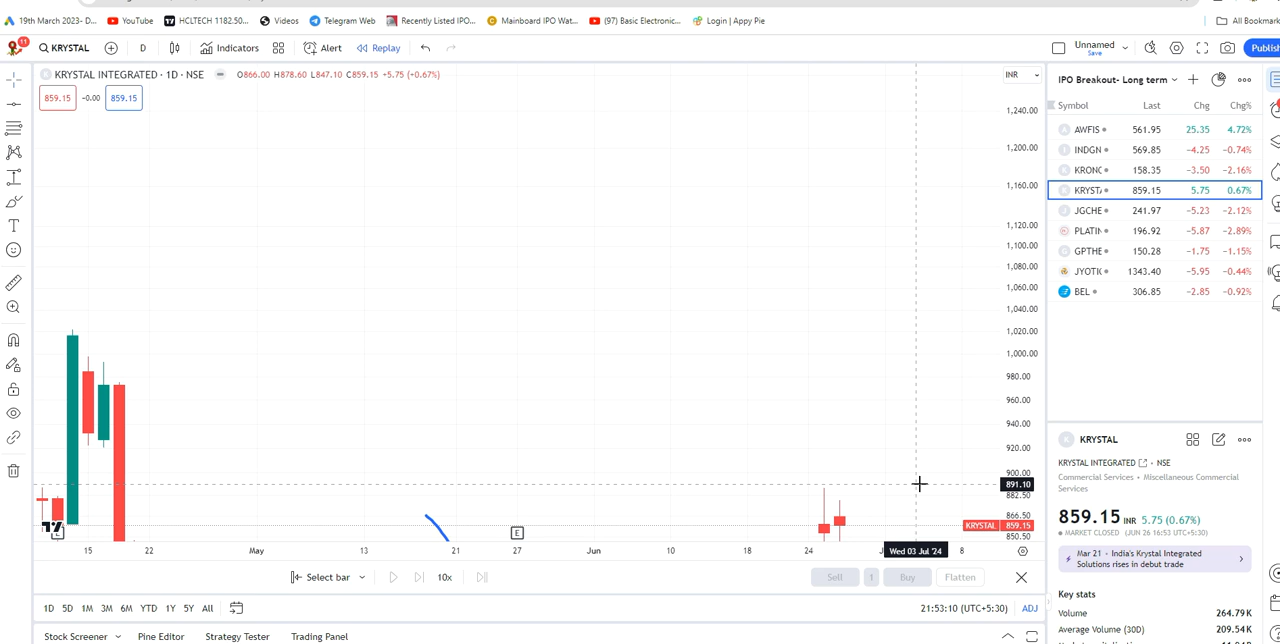 19th March 2023- D... YouTube HCLTECH 1182.50... Videos Telegram Web Recently Listed IPO... Mainboard IPO Wat... (97) Basic Electronic... Login | Appy Pie All Bookmark
11 KRYSTAL D Indicators Alert Replay Unnamed Save Publis
KRYSTAL INTEGRATED · 1D · NSE O866.00 H878.60 L847.10 C859.15 +5.75 (+0.67%) INR
859.15 -0.00 859.15
1,240.00
1,200.00
1,160.00
1,120.00
1,100.00
1,080.00
1,060.00
1,040.00
1,020.00
1,000.00
980.00
960.00
940.00
920.00
900.00
891.10
882.50
866.50
KRYSTAL 859.15
850.50
E
15 22 May 13 21 27 Jun 10 18 24 Wed 03 Jul '24 8
Select bar 10x Sell 1 Buy Flatten
1D 5D 1M 3M 6M YTD 1Y 5Y All 21:53:10 (UTC+5:30) ADJ
Stock Screener Pine Editor Strategy Tester Trading Panel
IPO Breakout- Long term
Symbol Last Chg Chg%
AWFIS 561.95 25.35 4.72%
INDGN 569.85 -4.25 -0.74%
KRONC 158.35 -3.50 -2.16%
KRYST 859.15 5.75 0.67%
JGCHE 241.97 -5.23 -2.12%
PLATIN 196.92 -5.87 -2.89%
GPTHE 150.28 -1.75 -1.15%
JYOTI 1343.40 -5.95 -0.44%
BEL 306.85 -2.85 -0.92%
KRYSTAL
KRYSTAL INTEGRATED · NSE
Commercial Services • Miscellaneous Commercial
Services
859.15 INR 5.75 (0.67%)
MARKET CLOSED (JUN 26 16:53 UTC+5:30)
Mar 21 · India's Krystal Integrated
Solutions rises in debut trade
Key stats
Volume 264.79K
Average Volume (30D) 209.54K